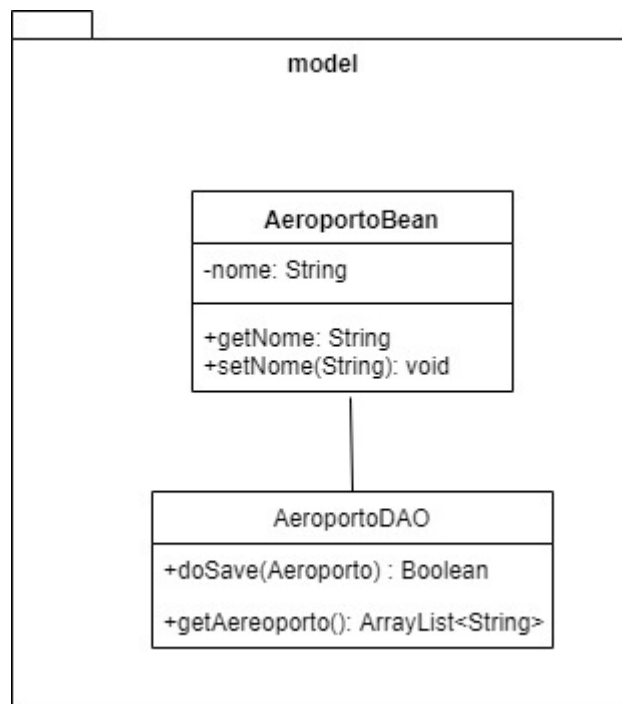 model
AeroportoBean
-nome: String
+getNome: String
+setNome(String): void
AeroportoDAO
+doSave(Aeroporto) : Boolean
+getAereoporto(): ArrayList<String>